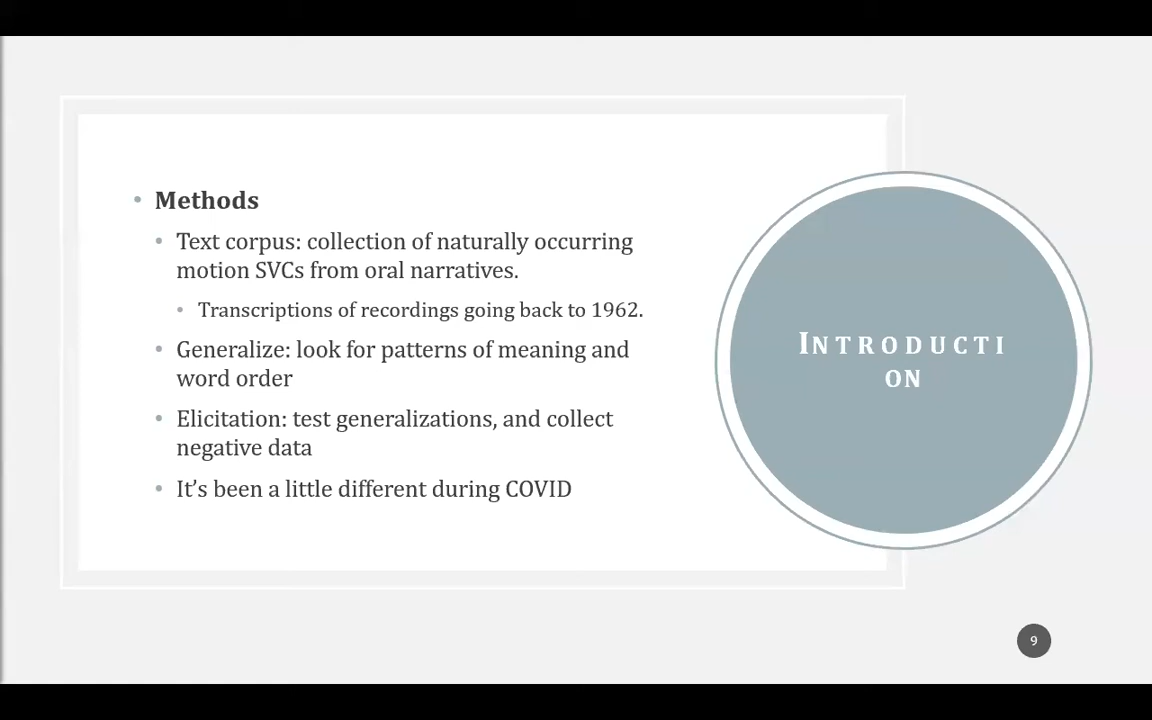 Methods
Text corpus: collection of naturally occurring
motion SVCs from oral narratives.
Transcriptions of recordings going back to 1962.
Generalize: look for patterns of meaning and
word order
Elicitation: test generalizations, and collect
negative data
It’s been a little different during COVID
INTRODUCTI
ON
9